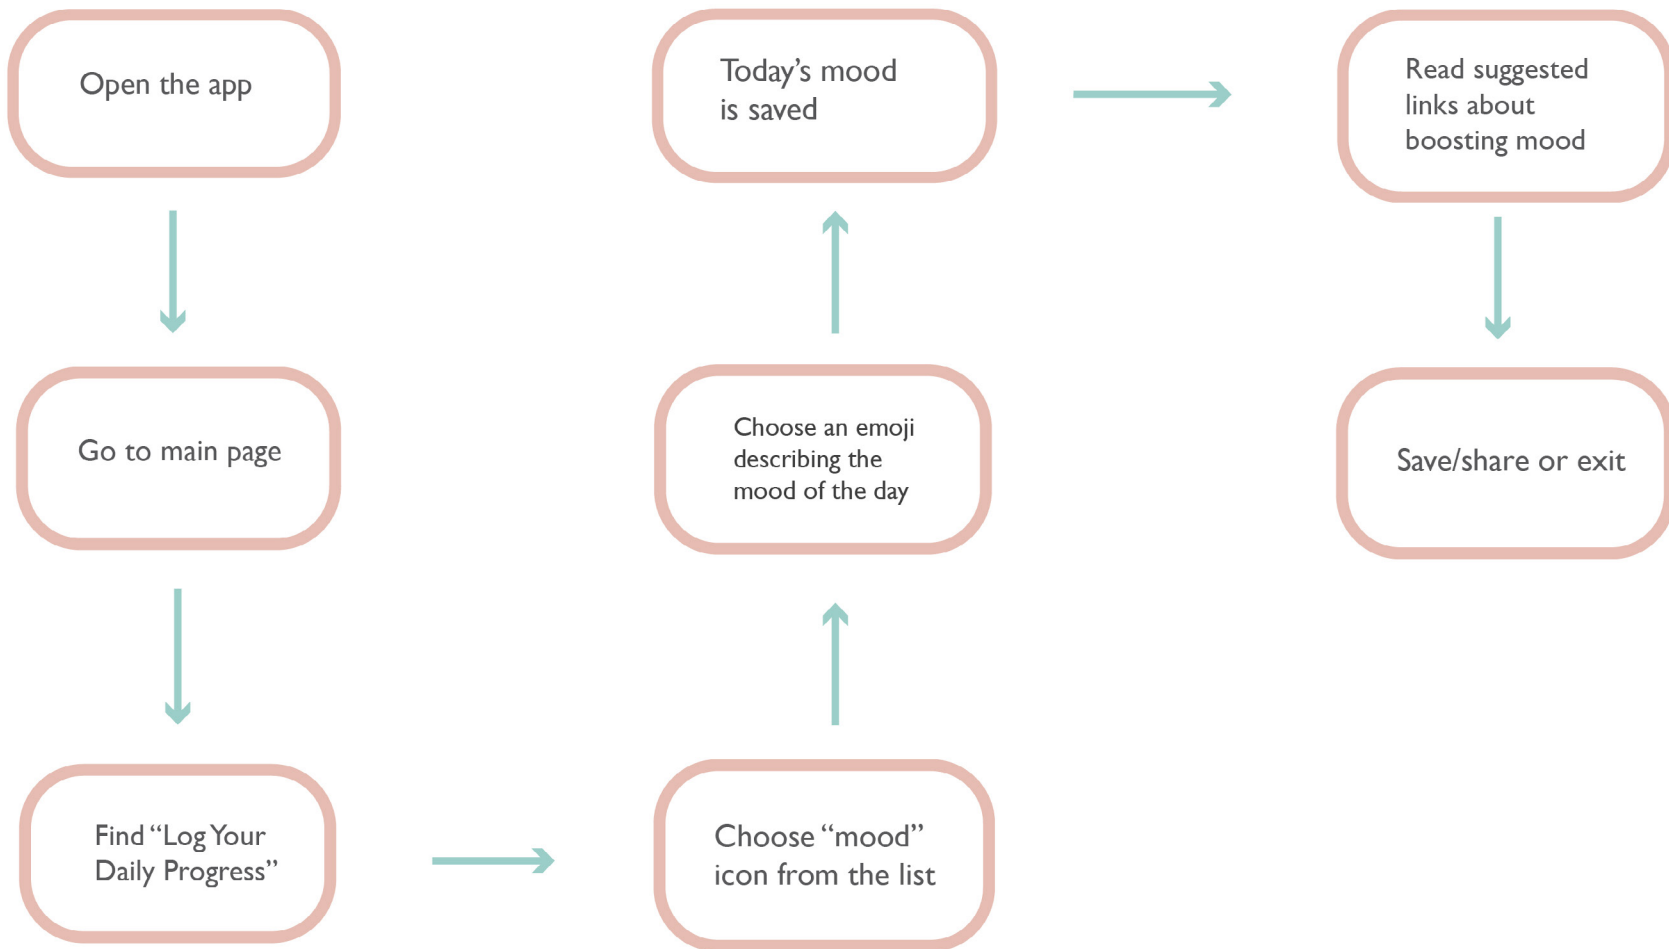 Open the app
Go to main page
Find “Log Your
Daily Progress”
Choose “mood”
icon from the list
Choose an emoji
describing the
mood of the day
Today’s mood
is saved
Read suggested
links about
boosting mood
Save/share or exit